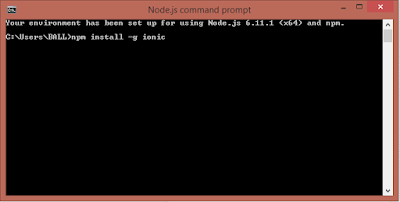 Node.js command prompt
Your environment has been set up for using Node.js 6.11.1 (x64) and npm.
C:\Users\BALL>npm install -g ionic